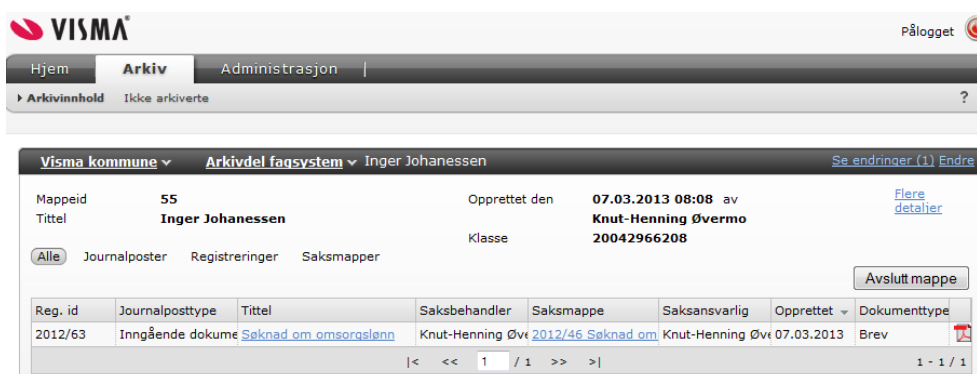 VISMA
Pålogget
Hjem Arkiv Administrasjon
Arkivinnhold Ikke arkiverte ?
Visma kommune Arkivdel fagsystem Inger Johanessen Se endringer (1) Endre
Mappeid 55 Opprettet den 07.03.2013 08:08 av Flere detaljer
Tittel Inger Johanessen Knut-Henning Øvermo
Klasse 20042966208
Alle Journalposter Registreringer Saksmapper
Avslutt mappe
Reg. id Journalposttype Tittel Saksbehandler Saksmappe Saksansvarlig Opprettet Dokumenttype
2012/63 Inngående dokume Søknad om omsorgslønn Knut-Henning Øve 2012/46 Søknad om Knut-Henning Øve 07.03.2013 Brev
|< << 1 / 1 >> >| 1 - 1 / 1